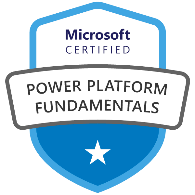 Microsoft
CERTIFIED
POWER PLATFORM
FUNDAMENTALS